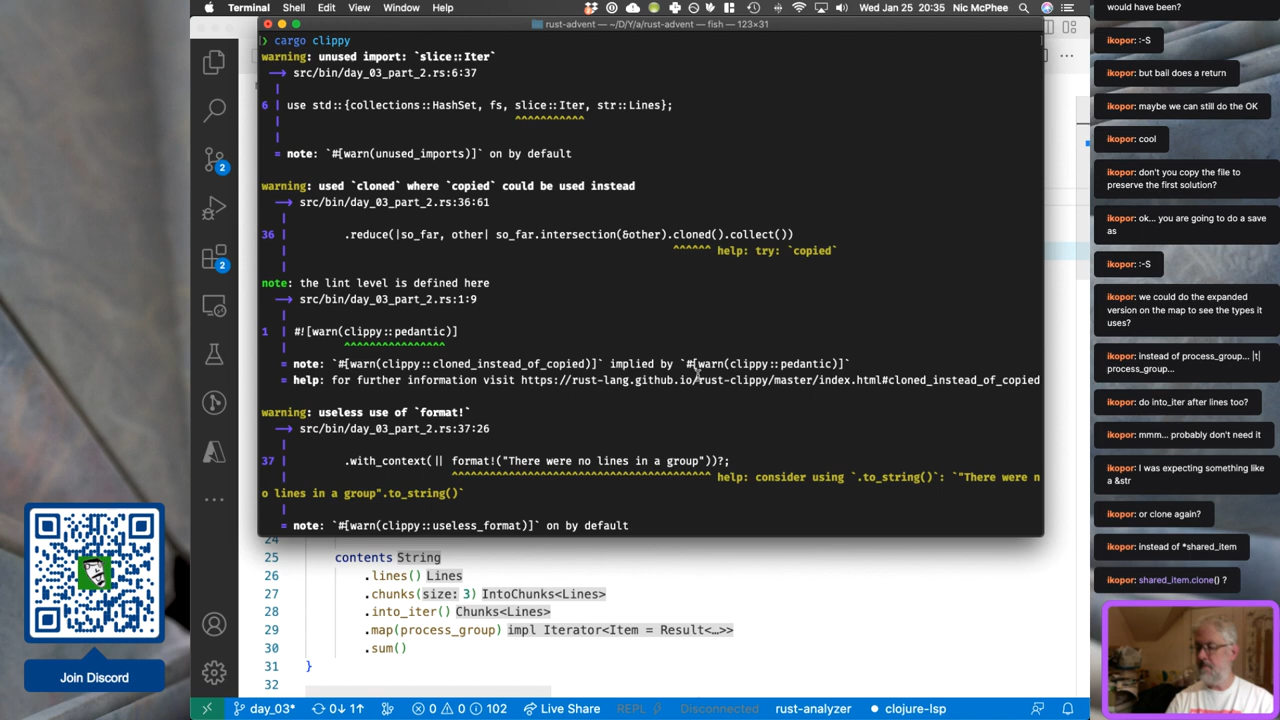 Terminal Shell Edit View Window Help
Wed Jan 25 20:35 Nic McPhee
rust-advent — ~/D/Y/a/rust-advent — fish — 123×31
❯ cargo clippy
warning: unused import: `slice::Iter`
--> src/bin/day_03_part_2.rs:6:37
|
6 | use std::{collections::HashSet, fs, slice::Iter, str::Lines};
| ^^^^^^^^^^^
|
= note: `#[warn(unused_imports)]` on by default
warning: used `cloned` where `copied` could be used instead
--> src/bin/day_03_part_2.rs:36:61
|
36 | .reduce(|so_far, other| so_far.intersection(&other).cloned().collect())
| ^^^^^^ help: try: `copied`
|
note: the lint level is defined here
--> src/bin/day_03_part_2.rs:1:9
|
1 | #![warn(clippy::pedantic)]
| ^^^^^^^^^^^^^^^^
= note: `#[warn(clippy::cloned_instead_of_copied)]` implied by `#[warn(clippy::pedantic)]`
= help: for further information visit https://rust-lang.github.io/rust-clippy/master/index.html#cloned_instead_of_copied
warning: useless use of `format!`
--> src/bin/day_03_part_2.rs:37:26
|
37 | .with_context(|| format!("There were no lines in a group"))?;
| ^^^^^^^^^^^^^^^^^^^^^^^^^^^^^^^^^^^^^^^^^ help: consider using `.to_string()`: `"There were n
o lines in a group".to_string()`
|
= note: `#[warn(clippy::useless_format)]` on by default
2
2
24
25 contents String
26 .lines() Lines
27 .chunks(size: 3) IntoChunks<Lines>
28 .into_iter() Chunks<Lines>
29 .map(process_group) impl Iterator<Item = Result<…>>
30 .sum()
31 }
32
day_03* 0↓ 1↑ 0 0 102 Live Share REPL Disconnected rust-analyzer clojure-lsp
Join Discord
would have been?
ikopor: :-S
ikopor: but bail does a return
ikopor: maybe we can still do the OK
ikopor: cool
ikopor: don't you copy the file to
preserve the first solution?
ikopor: ok... you are going to do a save
as
ikopor: :-S
ikopor: we could do the expanded
version on the map to see the types it
uses?
ikopor: instead of process_group... |t|
process_group...
ikopor: do into_iter after lines too?
ikopor: mmm... probably don't need it
ikopor: I was expecting something like
a &str
ikopor: or clone again?
ikopor: instead of *shared_item
ikopor: shared_item.clone() ?